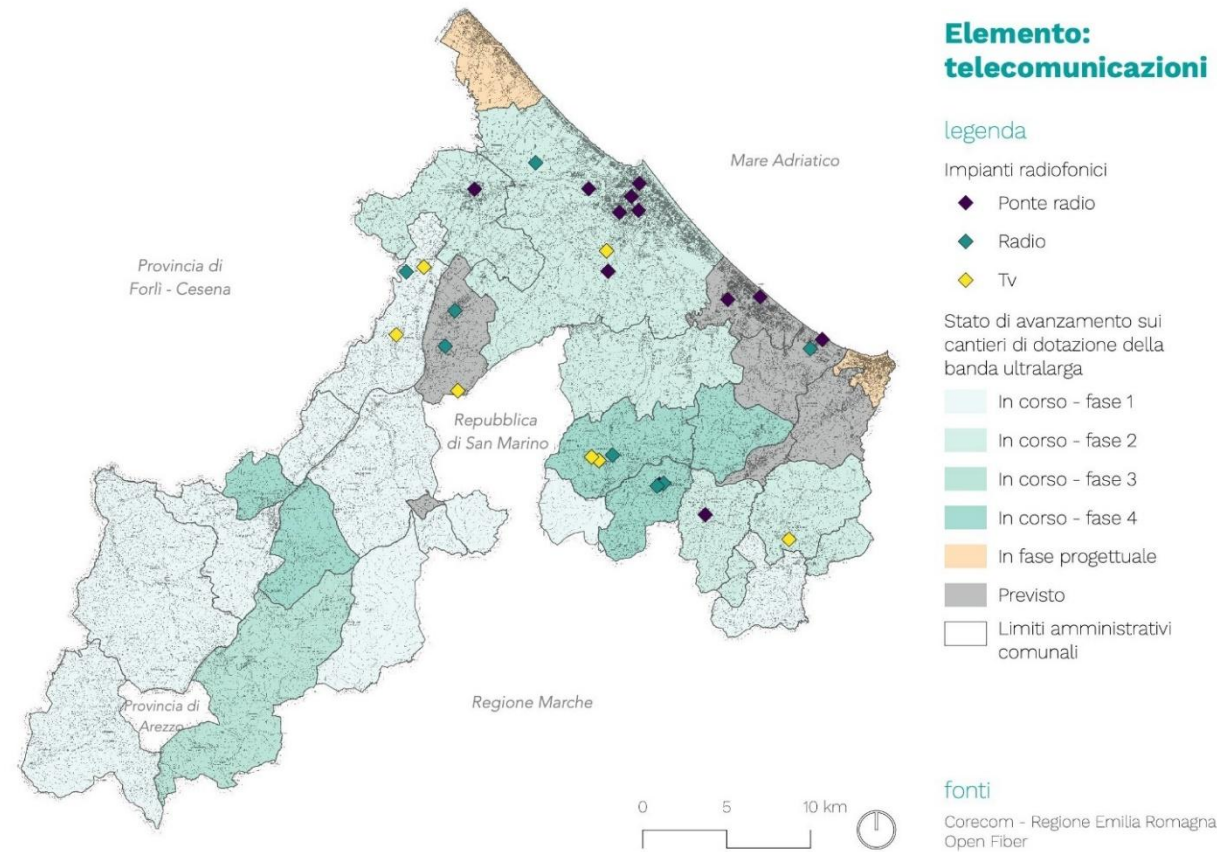 Elemento:
telecomunicazioni
legenda
Impianti radiofonici
Ponte radio
Radio
Tv
Stato di avanzamento sui
cantieri di dotazione della
banda ultralarga
In corso - fase 1
In corso - fase 2
In corso - fase 3
In corso - fase 4
In fase progettuale
Previsto
Limiti amministrativi
comunali
fonti
Corecom - Regione Emilia Romagna
Open Fiber
Mare Adriatico
Provincia di
Forlì - Cesena
Repubblica
di San Marino
Regione Marche
Provincia di
Arezzo
0 5 10 km